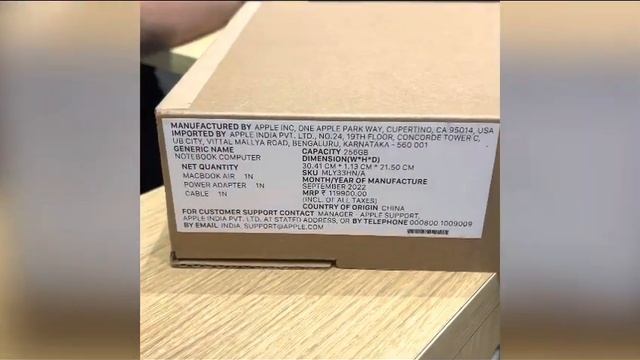 MANUFACTURED BY APPLE INC, ONE APPLE PARK WAY, CUPERTINO, CA 95014, USA
IMPORTED BY APPLE INDIA PVT. LTD., NO.24, 19TH FLOOR, CONCORDE TOWER C,
UB CITY, VITTAL MALLYA ROAD, BENGALURU, KARNATAKA - 560 001
GENERIC NAME
NOTEBOOK COMPUTER
NET QUANTITY
MACBOOK AIR 1N
POWER ADAPTER 1N
CABLE 1N
CAPACITY 256GB
DIMENSION(W*H*D)
30.41 CM * 1.13 CM * 21.50 CM
SKU MLY33HN/A
MONTH/YEAR OF MANUFACTURE
SEPTEMBER 2022
MRP ₹ 119900.00
(INCL. OF ALL TAXES)
COUNTRY OF ORIGIN CHINA
FOR CUSTOMER SUPPORT CONTACT MANAGER - APPLE SUPPORT,
APPLE INDIA PVT. LTD. AT STATED ADDRESS, OR BY TELEPHONE 000800 1009009
BY EMAIL INDIA_SUPPORT@APPLE.COM